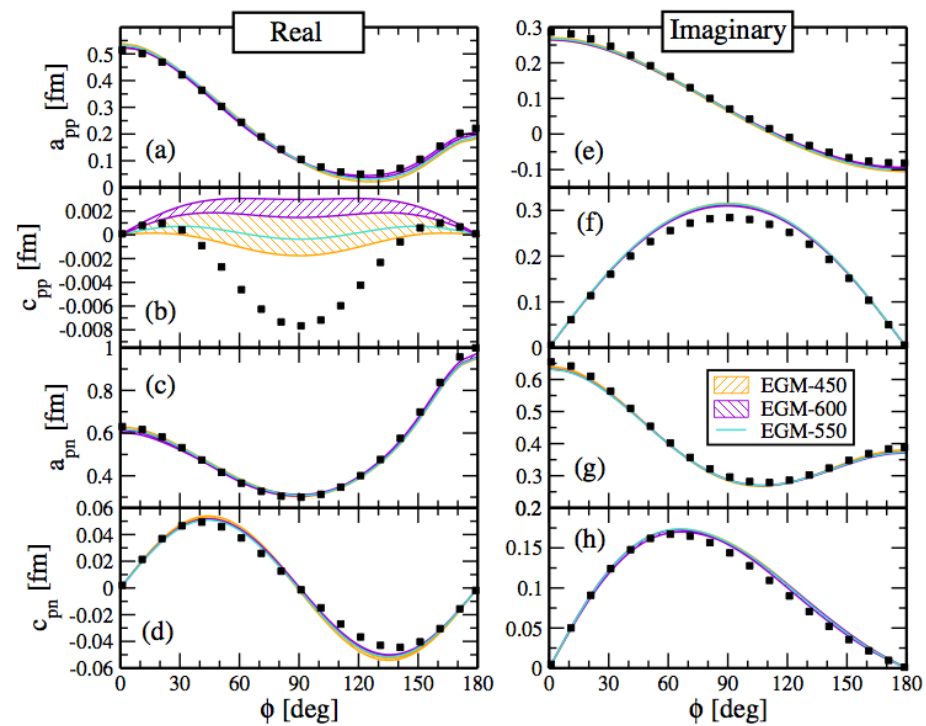 Real
Imaginary
a_pp [fm]
0.5
0.4
0.3
0.2
0.1
0
(a)
0.3
0.2
0.1
0
-0.1
(e)
c_pp [fm]
0.002
0
-0.002
-0.004
-0.006
-0.008
(b)
0.3
0.2
0.1
0
(f)
a_pn [fm]
1
0.8
0.6
0.4
(c)
0.6
0.5
0.4
0.3
0.2
(g)
EGM-450
EGM-600
EGM-550
c_pn [fm]
0.06
0.04
0.02
0
-0.02
-0.04
-0.06
(d)
0.15
0.1
0.05
0
(h)
0 30 60 90 120 150 180
0 30 60 90 120 150 180
ϕ [deg]
ϕ [deg]